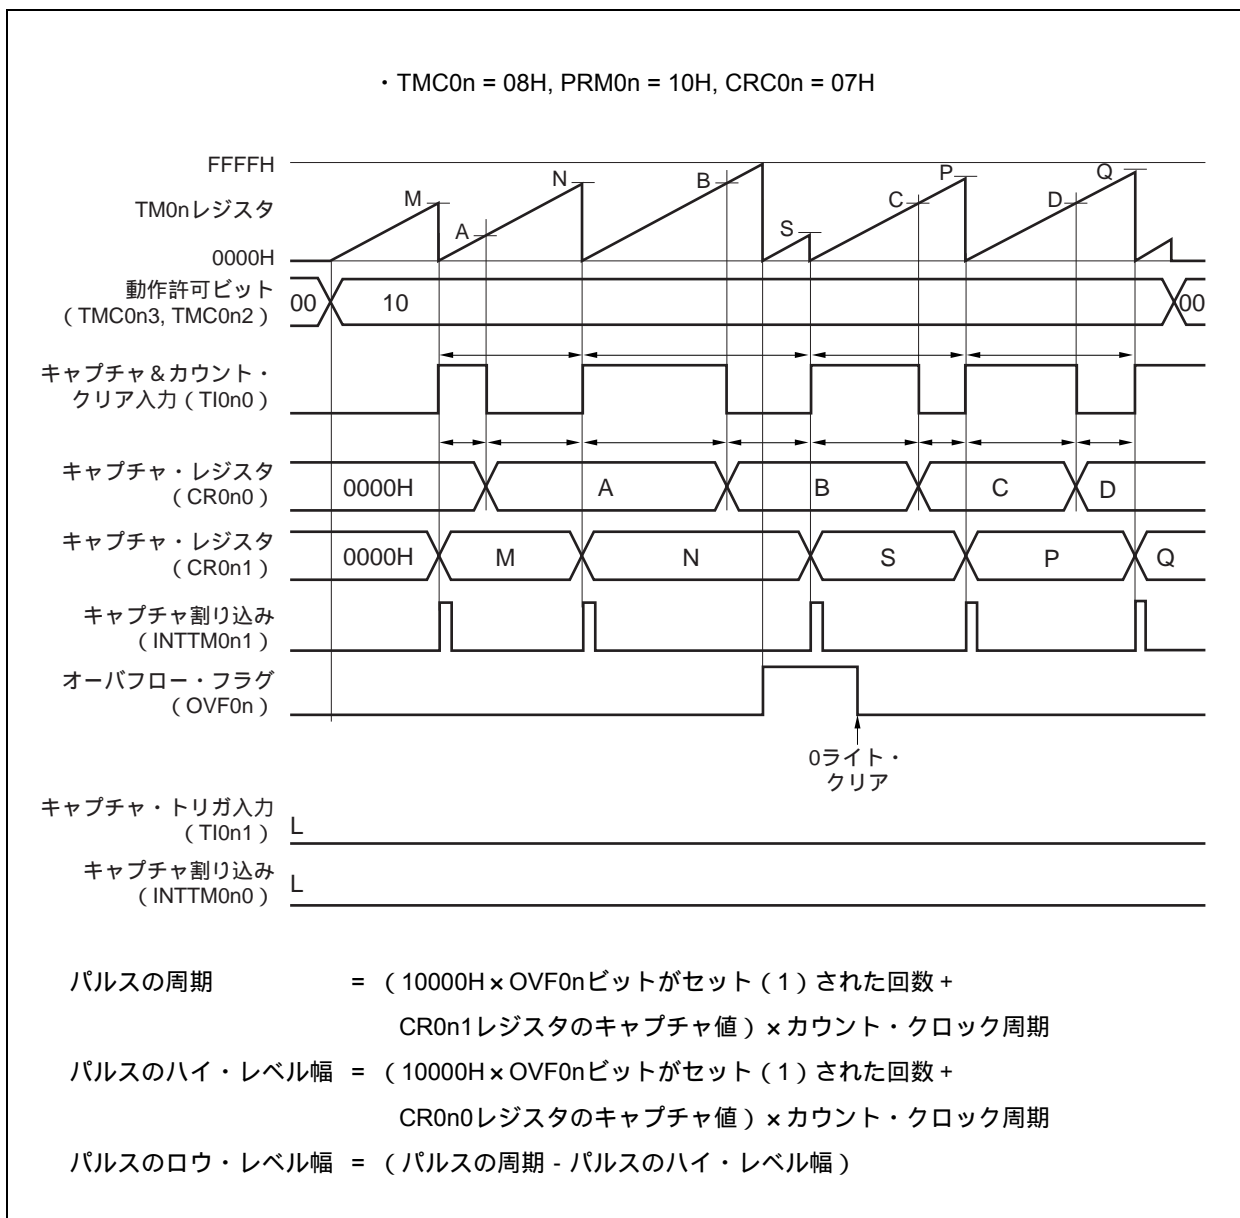 ・TMC0n = 08H, PRM0n = 10H, CRC0n = 07H
FFFFH
TM0nレジスタ
0000H
M
A
N
B
S
C
P
D
Q
動作許可ビット
（TMC0n3, TMC0n2）
00
10
00
キャプチャ＆カウント・
クリア入力（TI0n0）
キャプチャ・レジスタ
（CR0n0）
0000H
A
B
C
D
キャプチャ・レジスタ
（CR0n1）
0000H
M
N
S
P
Q
キャプチャ割り込み
（INTTM0n1）
オーバフロー・フラグ
（OVF0n）
0ライト・
クリア
キャプチャ・トリガ入力
（TI0n1）
L
キャプチャ割り込み
（INTTM0n0）
L
パルスの周期 = （10000H×OVF0nビットがセット（1）された回数＋
CR0n1レジスタのキャプチャ値）×カウント・クロック周期
パルスのハイ・レベル幅 = （10000H×OVF0nビットがセット（1）された回数＋
CR0n0レジスタのキャプチャ値）×カウント・クロック周期
パルスのロウ・レベル幅 = （パルスの周期 - パルスのハイ・レベル幅）